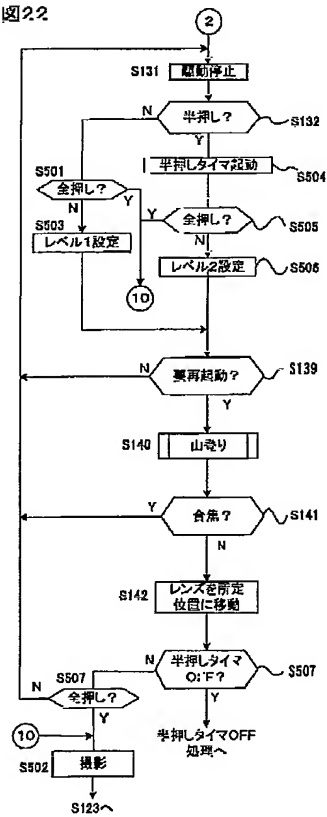 図22
2
S131
駆動停止
N
半押し?
S132
Y
半押しタイマ起動
S504
S501
全押し?
Y
N
Y
全押し?
S505
N
S503
レベル1設定
レベル2設定
S506
10
N
要再起動?
S139
Y
S140
山登り
Y
合焦?
S141
N
S142
レンズを所定
位置に移動
N
半押しタイマ
OFF?
S507
S507
N
全押し?
Y
Y
10
半押しタイマOFF
処理へ
S502
撮影
S123へ